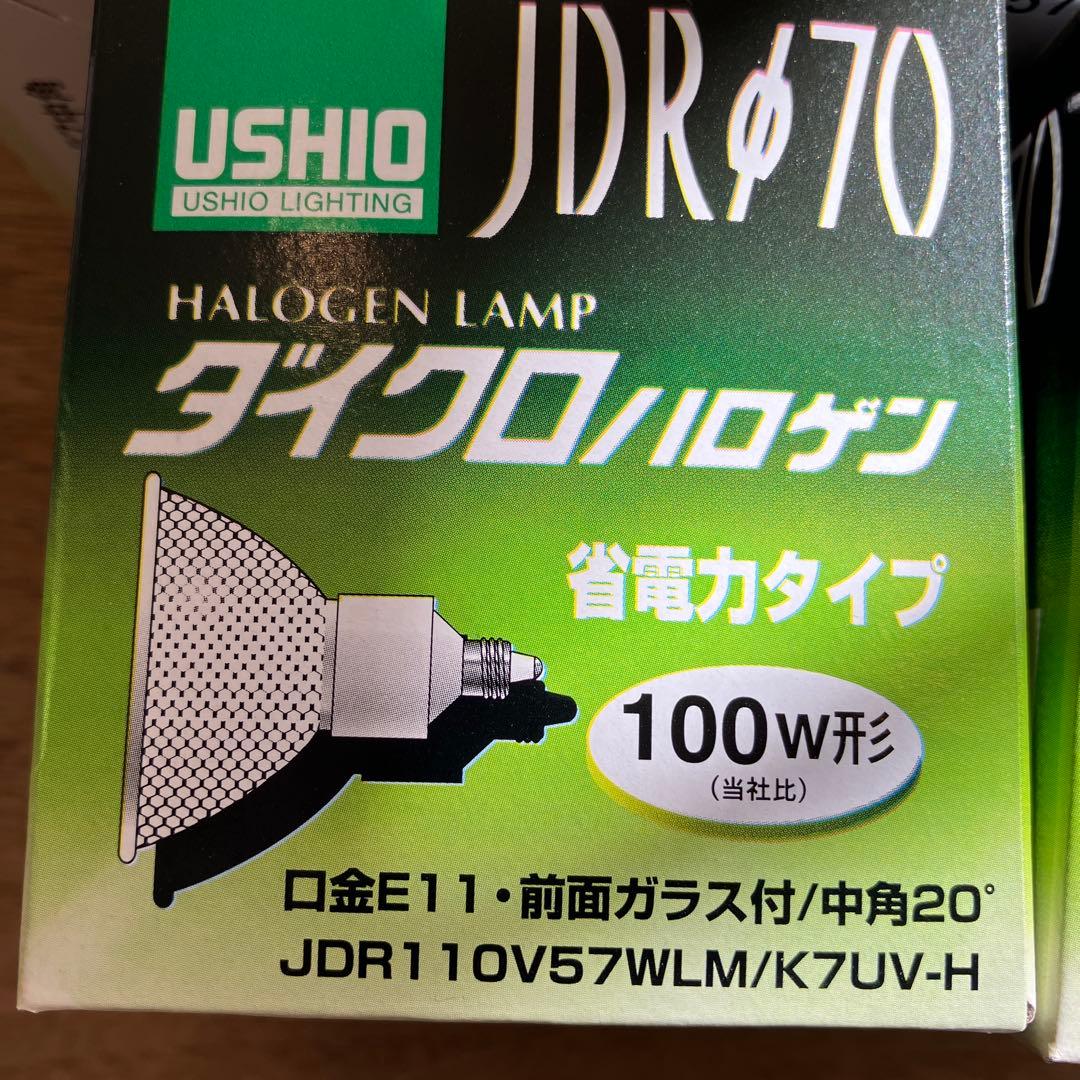 USHIO
USHIO LIGHTING
JDRφ70
HALOGEN LAMP
ダイクロハロゲン
省電力タイプ
100W形
(当社比)
口金E11・前面ガラス付/中角20°
JDR110V57WLM/K7UV-H
70